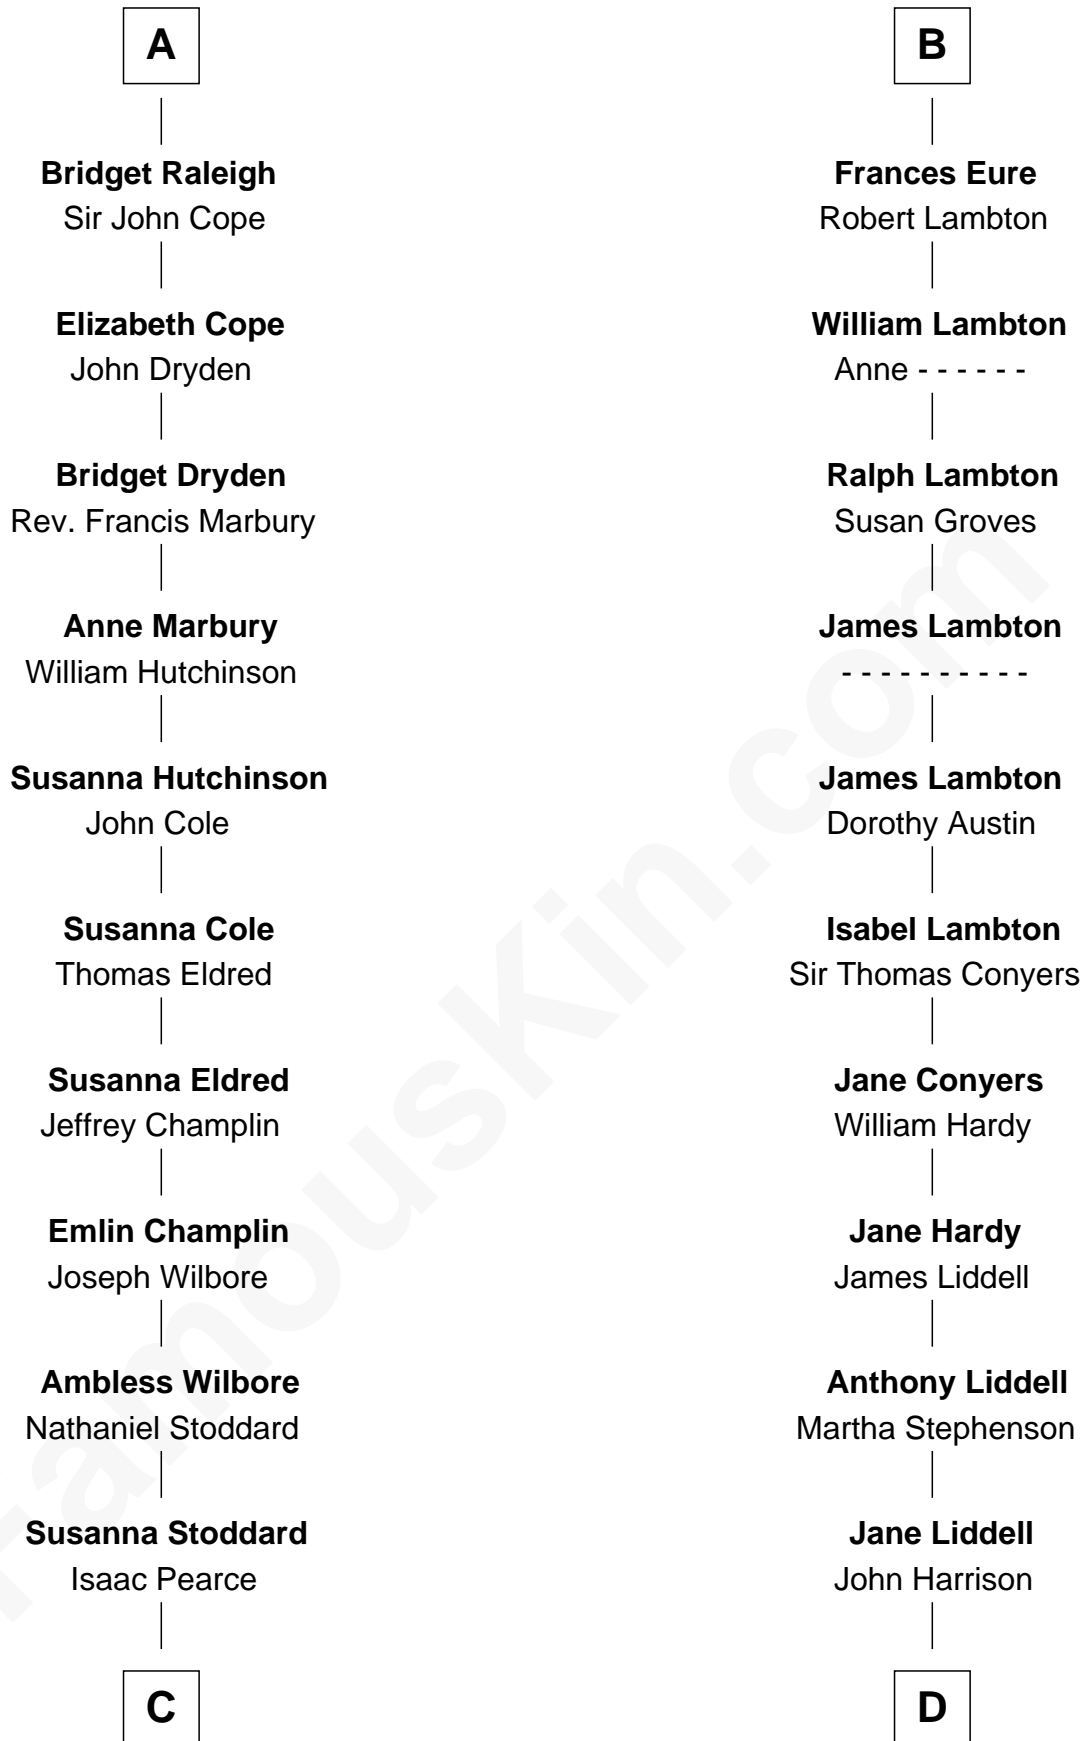 A
Bridget Raleigh
Sir John Cope
Elizabeth Cope
John Dryden
Bridget Dryden
Rev. Francis Marbury
Anne Marbury
William Hutchinson
Susanna Hutchinson
John Cole
Susanna Cole
Thomas Eldred
Susanna Eldred
Jeffrey Champlin
Emlin Champlin
Joseph Wilbore
Ambless Wilbore
Nathaniel Stoddard
Susanna Stoddard
Isaac Pearce
C
B
Frances Eure
Robert Lambton
William Lambton
Anne - - - - - -
Ralph Lambton
Susan Groves
James Lambton
- - - - - - - - - -
James Lambton
Dorothy Austin
Isabel Lambton
Sir Thomas Conyers
Jane Conyers
William Hardy
Jane Hardy
James Liddell
Anthony Liddell
Martha Stephenson
Jane Liddell
John Harrison
D
FamousKin.com